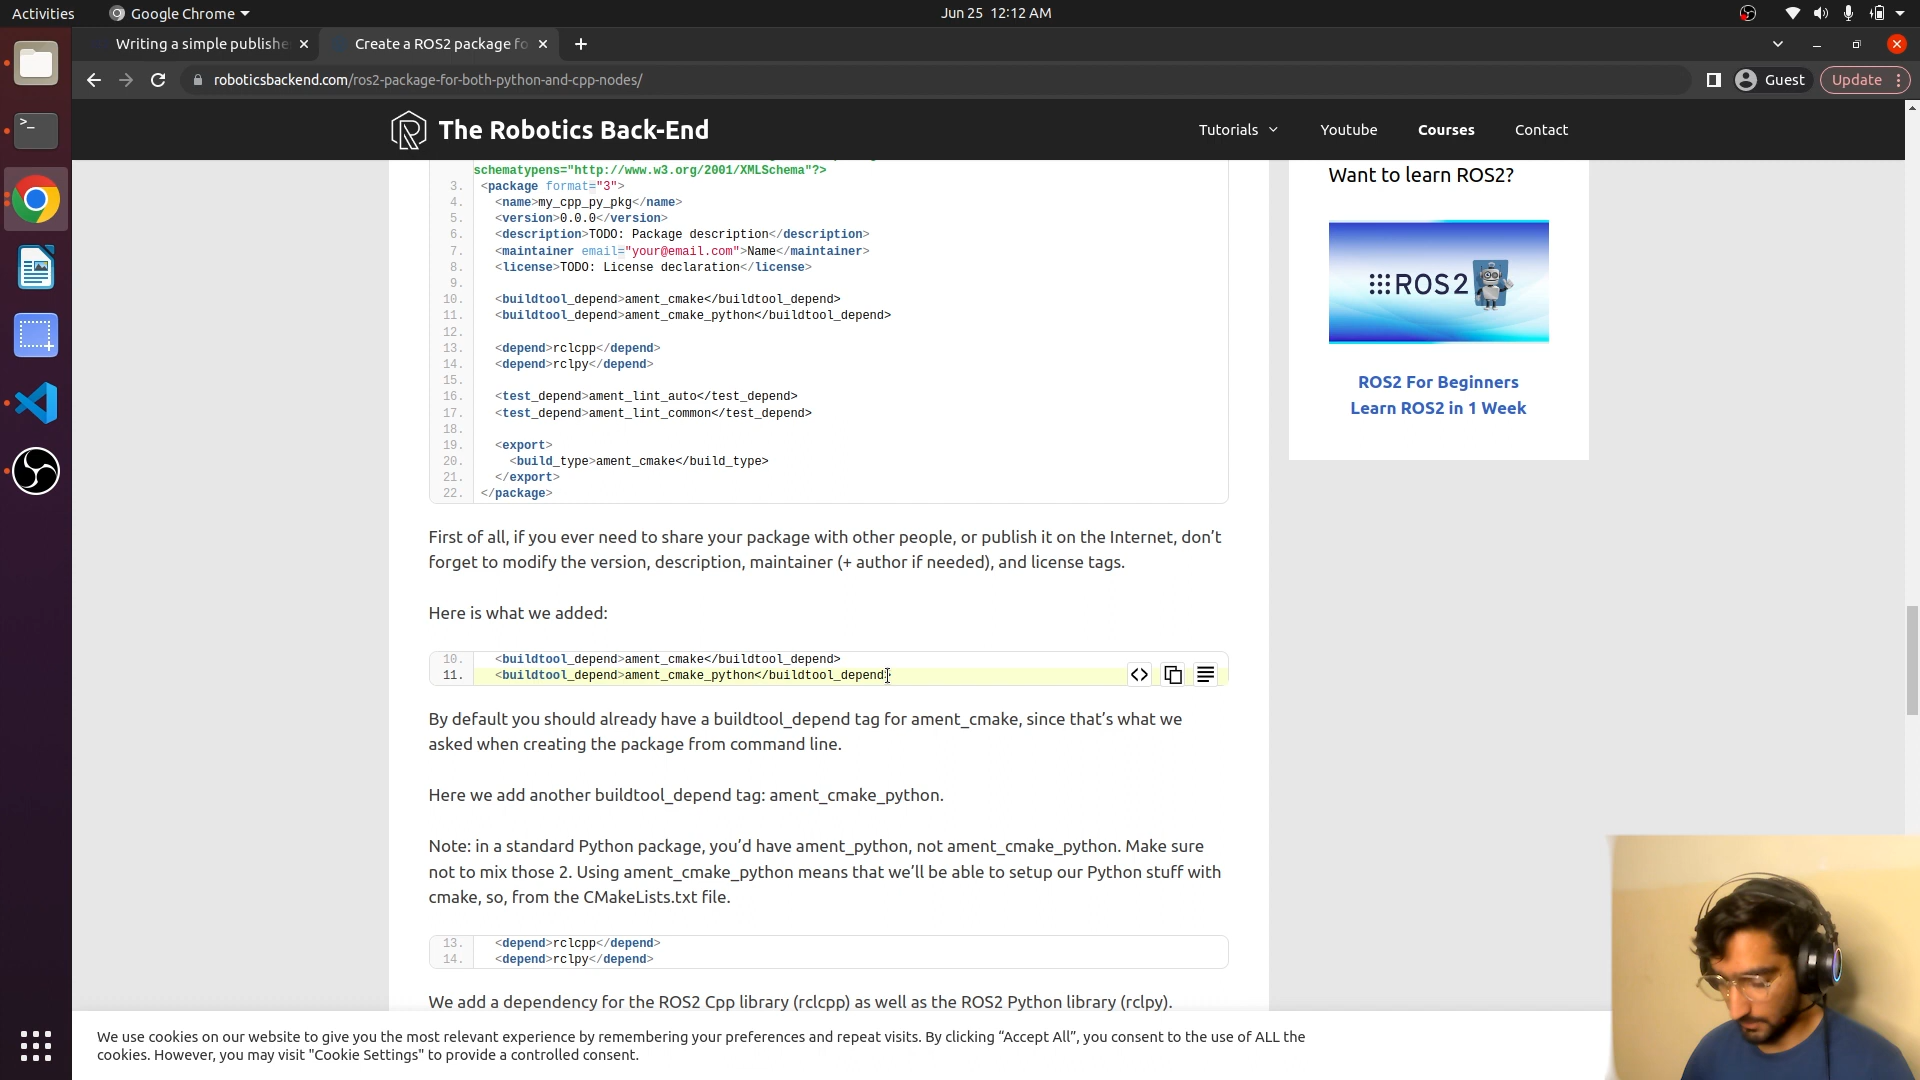 Activities
Google Chrome
Jun 25 12:12 AM
Writing a simple publishe
Create a ROS2 package fo
roboticsbackend.com/ros2-package-for-both-python-and-cpp-nodes/
Guest
Update
The Robotics Back-End
Tutorials
Youtube
Courses
Contact
schematypens="http://www.w3.org/2001/XMLSchema"?>
3. <package format="3">
4. <name>my_cpp_py_pkg</name>
5. <version>0.0.0</version>
6. <description>TODO: Package description</description>
7. <maintainer email="your@email.com">Name</maintainer>
8. <license>TODO: License declaration</license>
9.
10. <buildtool_depend>ament_cmake</buildtool_depend>
11. <buildtool_depend>ament_cmake_python</buildtool_depend>
12.
13. <depend>rclcpp</depend>
14. <depend>rclpy</depend>
15.
16. <test_depend>ament_lint_auto</test_depend>
17. <test_depend>ament_lint_common</test_depend>
18.
19. <export>
20. <build_type>ament_cmake</build_type>
21. </export>
22. </package>
First of all, if you ever need to share your package with other people, or publish it on the Internet, don’t
forget to modify the version, description, maintainer (+ author if needed), and license tags.
Here is what we added:
10. <buildtool_depend>ament_cmake</buildtool_depend>
11. <buildtool_depend>ament_cmake_python</buildtool_depend>
By default you should already have a buildtool_depend tag for ament_cmake, since that’s what we
asked when creating the package from command line.
Here we add another buildtool_depend tag: ament_cmake_python.
Note: in a standard Python package, you’d have ament_python, not ament_cmake_python. Make sure
not to mix those 2. Using ament_cmake_python means that we’ll be able to setup our Python stuff with
cmake, so, from the CMakeLists.txt file.
13. <depend>rclcpp</depend>
14. <depend>rclpy</depend>
We add a dependency for the ROS2 Cpp library (rclcpp) as well as the ROS2 Python library (rclpy).
Want to learn ROS2?
ROS2
ROS2 For Beginners
Learn ROS2 in 1 Week
We use cookies on our website to give you the most relevant experience by remembering your preferences and repeat visits. By clicking “Accept All”, you consent to the use of ALL the
cookies. However, you may visit "Cookie Settings" to provide a controlled consent.